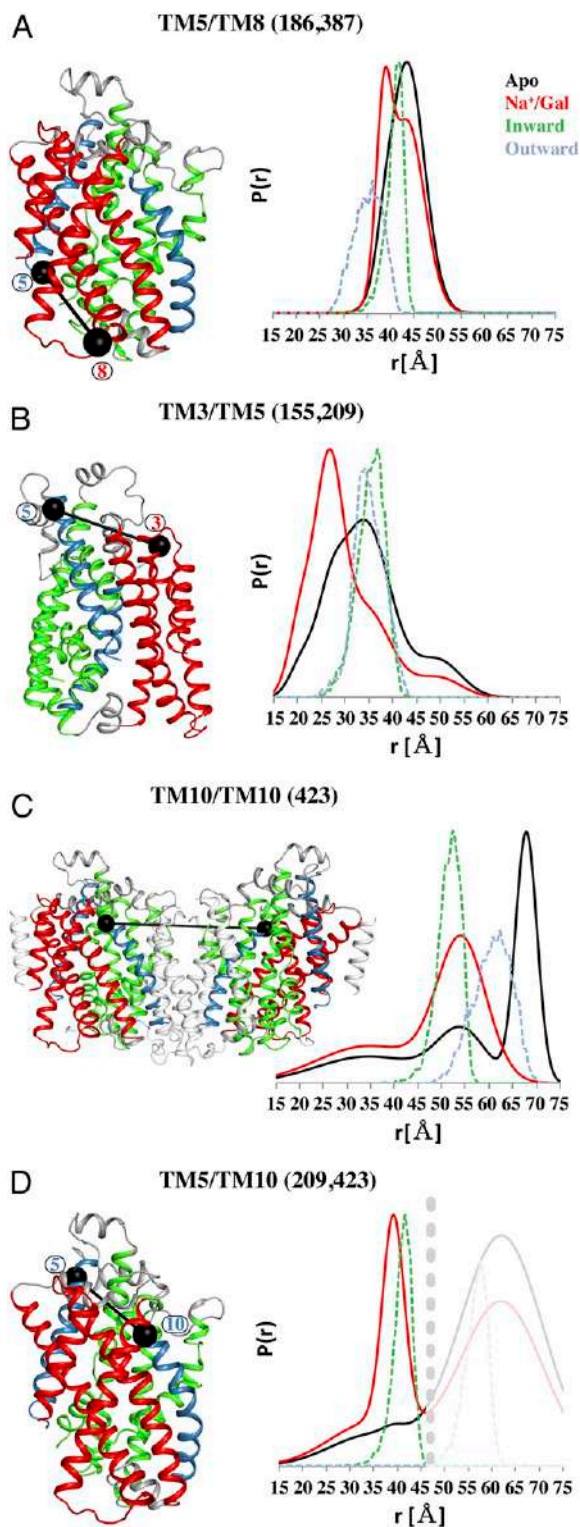 A
TM5/TM8 (186,387)
5
8
P(r)
Apo
Na⁺/Gal
Inward
Outward
15 20 25 30 35 40 45 50 55 60 65 70 75
r[Å]
B
TM3/TM5 (155,209)
5
3
P(r)
15 20 25 30 35 40 45 50 55 60 65 70 75
r [Å]
C
TM10/TM10 (423)
P(r)
15 20 25 30 35 40 45 50 55 60 65 70 75
r[Å]
D
TM5/TM10 (209,423)
5
10
P(r)
15 20 25 30 35 40 45 50 55 60 65 70 75
r[Å]